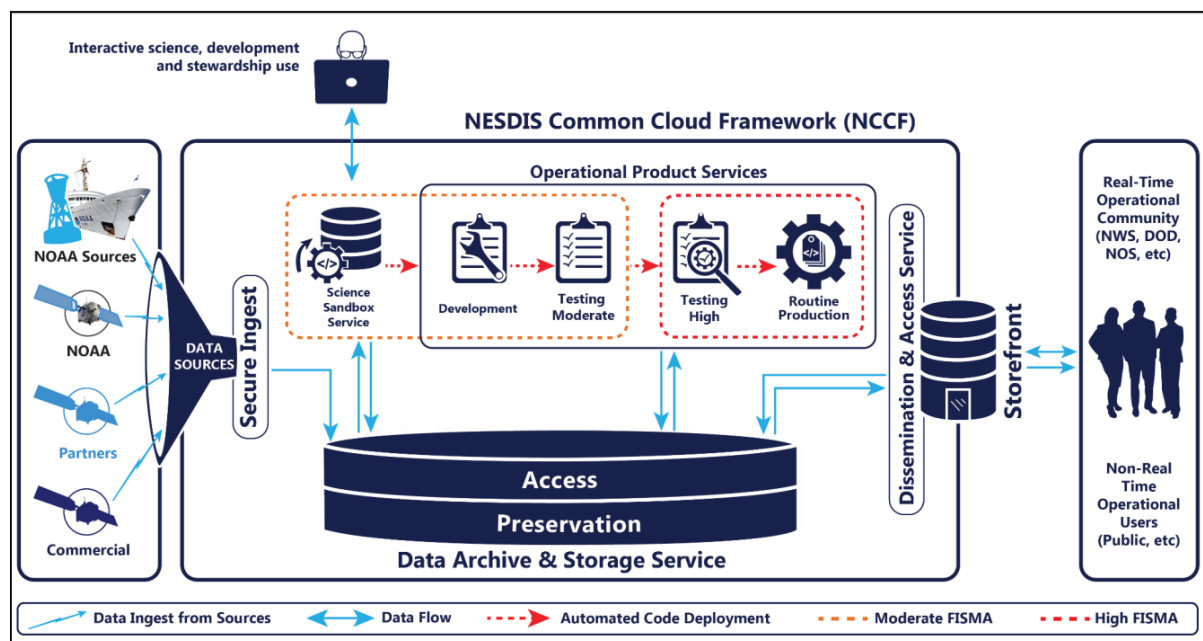 Interactive science, development
and stewardship use
NESDIS Common Cloud Framework (NCCF)
Operational Product Services
NOAA Sources
NOAA
Partners
Commercial
DATA
SOURCES
Secure Ingest
</>
Science
Sandbox
Service
Development
Testing
Moderate
Testing
High
</>
Routine
Production
Access
Preservation
Data Archive & Storage Service
Dissemination & Access Service
Storefront
Real-Time
Operational
Community
(NWS, DOD,
NOS, etc)
Non-Real
Time
Operational
Users
(Public, etc)
Data Ingest from Sources
Data Flow
Automated Code Deployment
Moderate FISMA
High FISMA